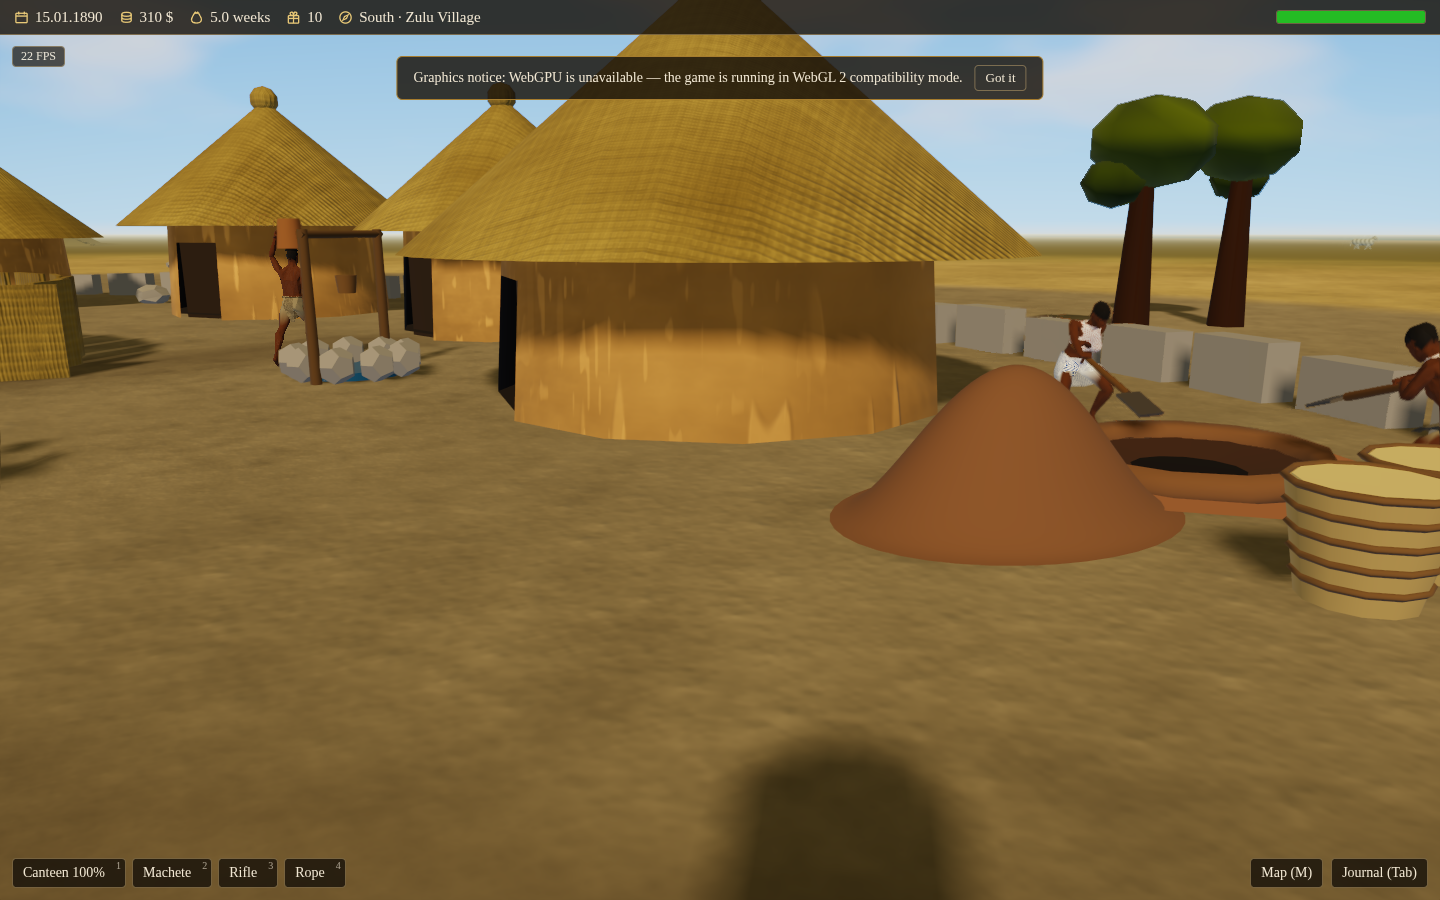 15.01.1890 310 $ 5.0 weeks 10 South · Zulu Village
22 FPS
Graphics notice: WebGPU is unavailable — the game is running in WebGL 2 compatibility mode. Got it
Canteen 100% 1 Machete 2 Rifle 3 Rope 4 Map (M) Journal (Tab)